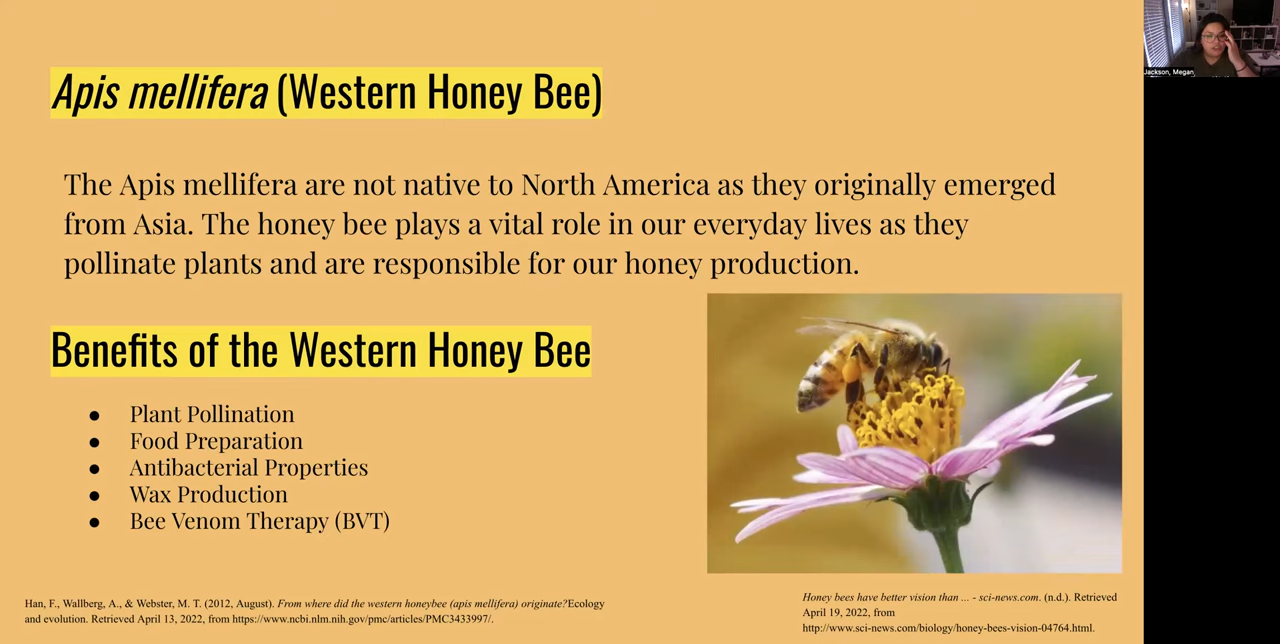 Apis mellifera (Western Honey Bee)
The Apis mellifera are not native to North America as they originally emerged
from Asia. The honey bee plays a vital role in our everyday lives as they
pollinate plants and are responsible for our honey production.
Benefits of the Western Honey Bee
● Plant Pollination
● Food Preparation
● Antibacterial Properties
● Wax Production
● Bee Venom Therapy (BVT)
Han, F., Wallberg, A., & Webster, M. T. (2012, August). From where did the western honeybee (apis mellifera) originate?Ecology
and evolution. Retrieved April 13, 2022, from https://www.ncbi.nlm.nih.gov/pmc/articles/PMC3433997/.
Honey bees have better vision than ... - sci-news.com. (n.d.). Retrieved
April 19, 2022, from
http://www.sci-news.com/biology/honey-bees-vision-04764.html.
Jackson, Megan